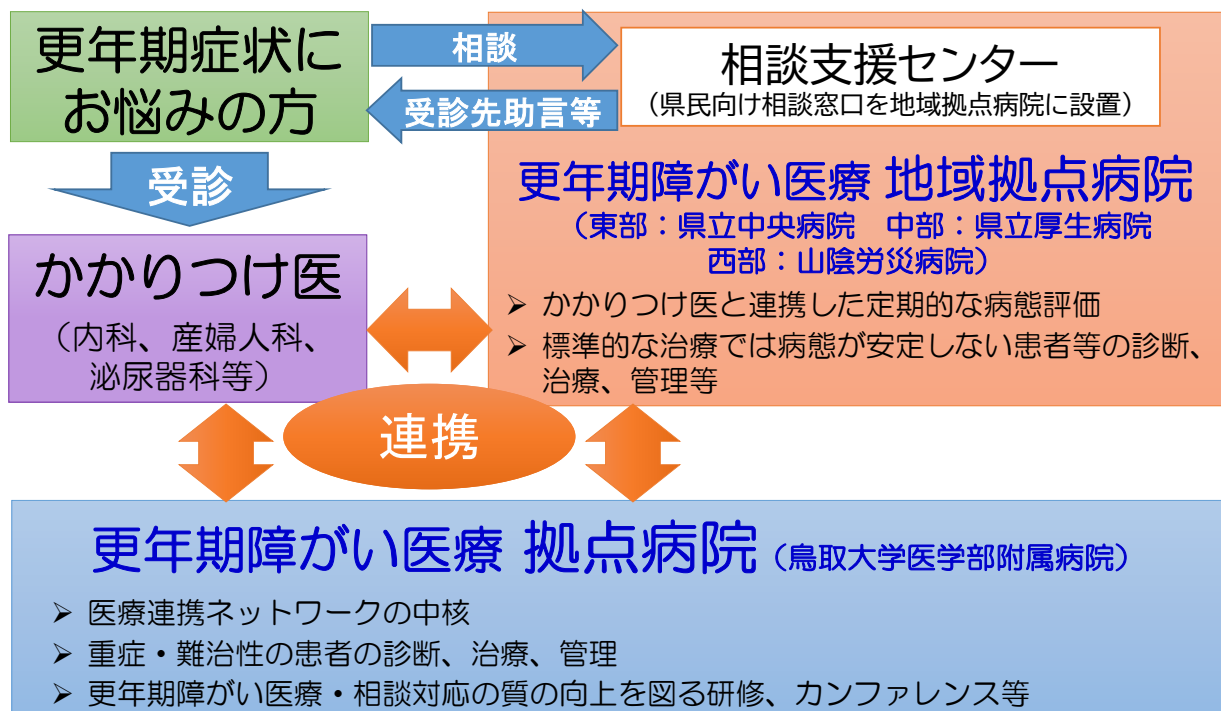 更年期症状に
お悩みの方
相談
受診先助言等
相談支援センター
（県民向け相談窓口を地域拠点病院に設置）
受診
更年期障がい医療 地域拠点病院
（東部：県立中央病院　中部：県立厚生病院
西部：山陰労災病院）
➢ かかりつけ医と連携した定期的な病態評価
➢ 標準的な治療では病態が安定しない患者等の診断、
治療、管理等
かかりつけ医
（内科、産婦人科、
泌尿器科等）
連携
更年期障がい医療 拠点病院（鳥取大学医学部附属病院）
➢ 医療連携ネットワークの中核
➢ 重症・難治性の患者の診断、治療、管理
➢ 更年期障がい医療・相談対応の質の向上を図る研修、カンファレンス等